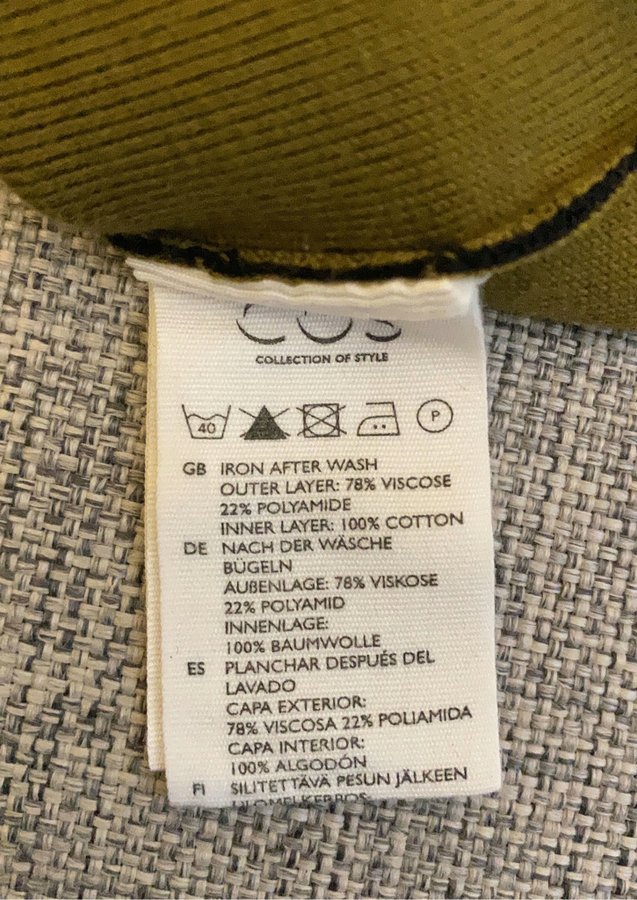 COS
COLLECTION OF STYLE
40 P
GB IRON AFTER WASH
OUTER LAYER: 78% VISCOSE
22% POLYAMIDE
INNER LAYER: 100% COTTON
DE NACH DER WÄSCHE
BÜGELN
AUßENLAGE: 78% VISKOSE
22% POLYAMID
INNENLAGE:
100% BAUMWOLLE
ES PLANCHAR DESPUÉS DEL
LAVADO
CAPA EXTERIOR:
78% VISCOSA 22% POLIAMIDA
CAPA INTERIOR:
100% ALGODÓN
FI SILITETTÄVÄ PESUN JÄLKEEN